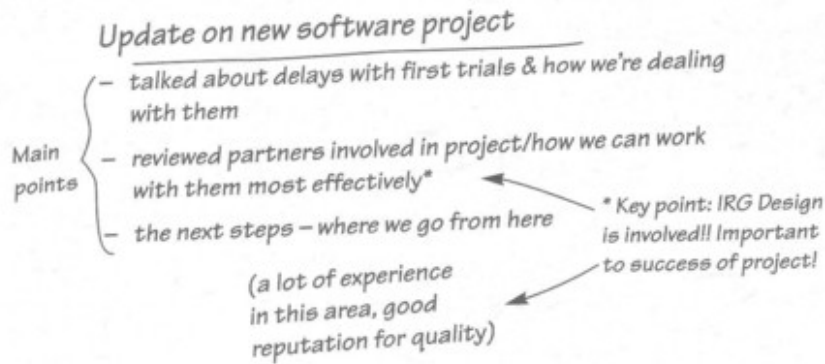 Update on new software project
– talked about delays with first trials & how we're dealing
with them
Main
points
– reviewed partners involved in project/how we can work
with them most effectively*
– the next steps – where we go from here
* Key point: IRG Design
is involved!! Important
to success of project!
(a lot of experience
in this area, good
reputation for quality)